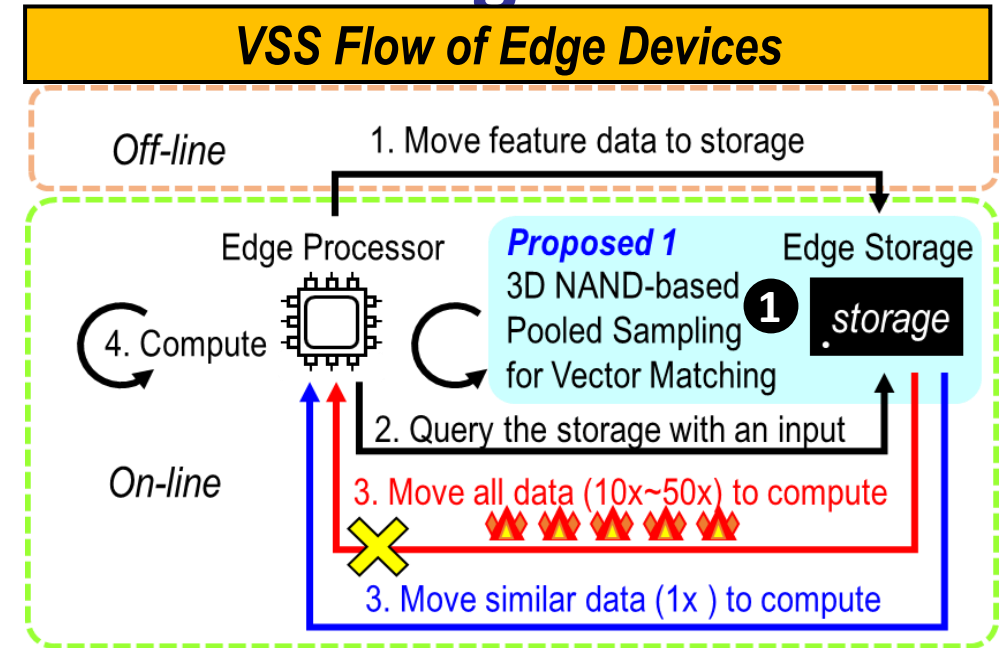 VSS Flow of Edge Devices
Off-line
1. Move feature data to storage
Edge Processor
Proposed 1
Edge Storage
3D NAND-based
Pooled Sampling
for Vector Matching
1
storage
4. Compute
2. Query the storage with an input
On-line
3. Move all data (10x~50x) to compute
3. Move similar data (1x ) to compute